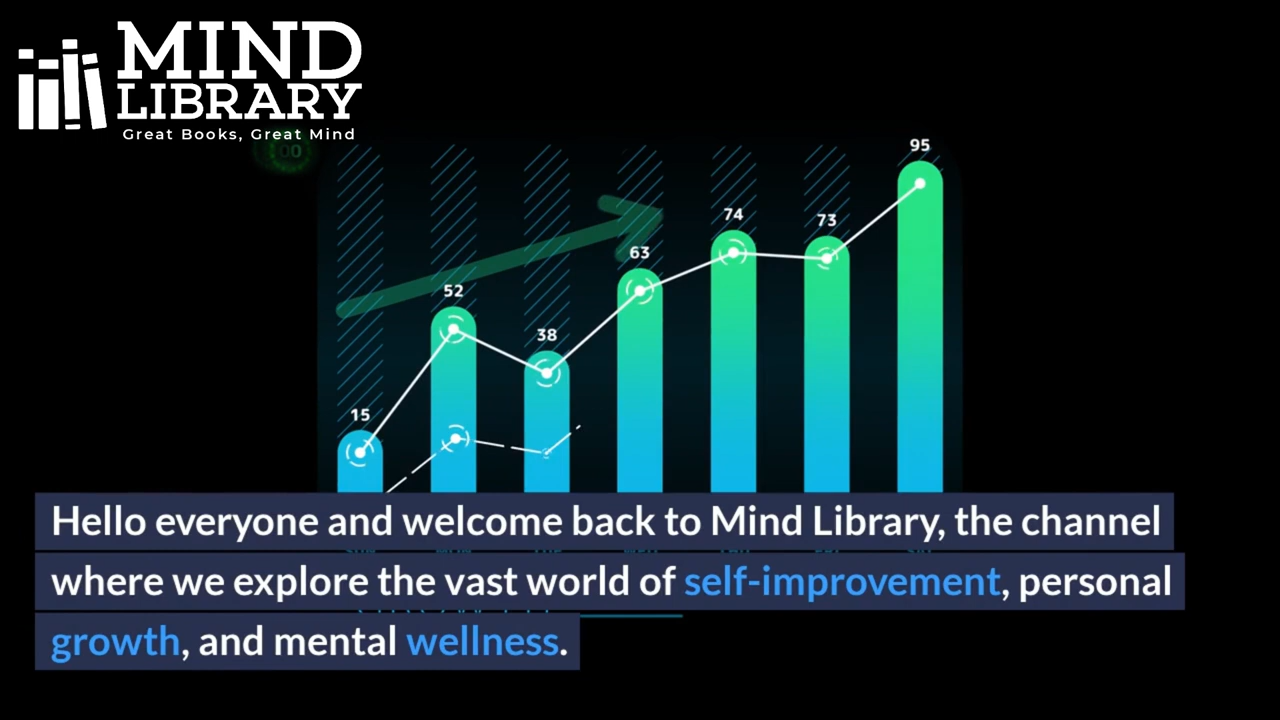 MIND
LIBRARY
Great Books, Great Mind
00
95
74
73
63
52
38
15
Hello everyone and welcome back to Mind Library, the channel
where we explore the vast world of self-improvement, personal
growth, and mental wellness.